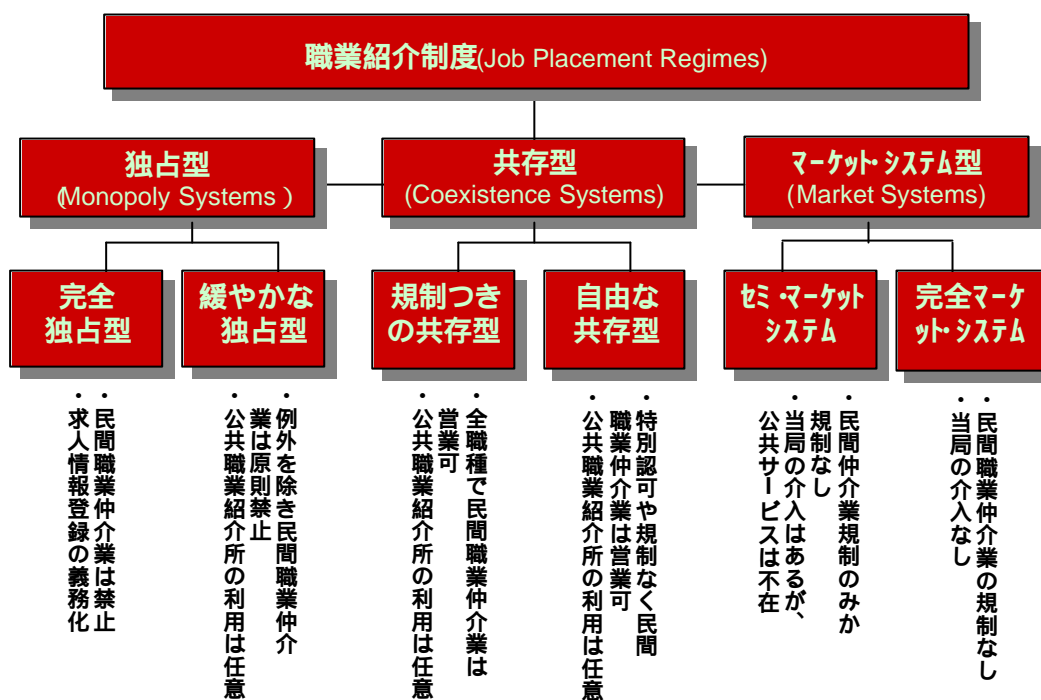 職業紹介制度(Job Placement Regimes)
独占型
(Monopoly Systems )
共存型
(Coexistence Systems)
マーケット・システム型
(Market Systems)
完全
独占型
緩やかな
独占型
規制つき
の共存型
自由な
共存型
セミ・マーケット
システム
完全マーケ
ット・システム
・民間職業仲介業は禁止
・求人情報登録の義務化
・例外を除き民間職業仲介
業は原則禁止
・公共職業紹介所の利用は任意
・全職種で民間職業仲介業は
営業可
・公共職業紹介所の利用は任意
・特別認可や規制なく民間
職業仲介業は営業可
・公共職業紹介所の利用は任意
・民間仲介業規制のみか
規制なし
・当局の介入はあるが、
公共サービスは不在
・民間職業仲介業の規制なし
・当局の介入なし